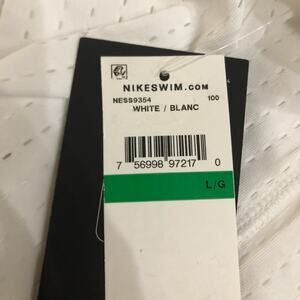 NIKESWIM.COM
NESS9354 100
WHITE / BLANC
7 56998 97217 0
L/G